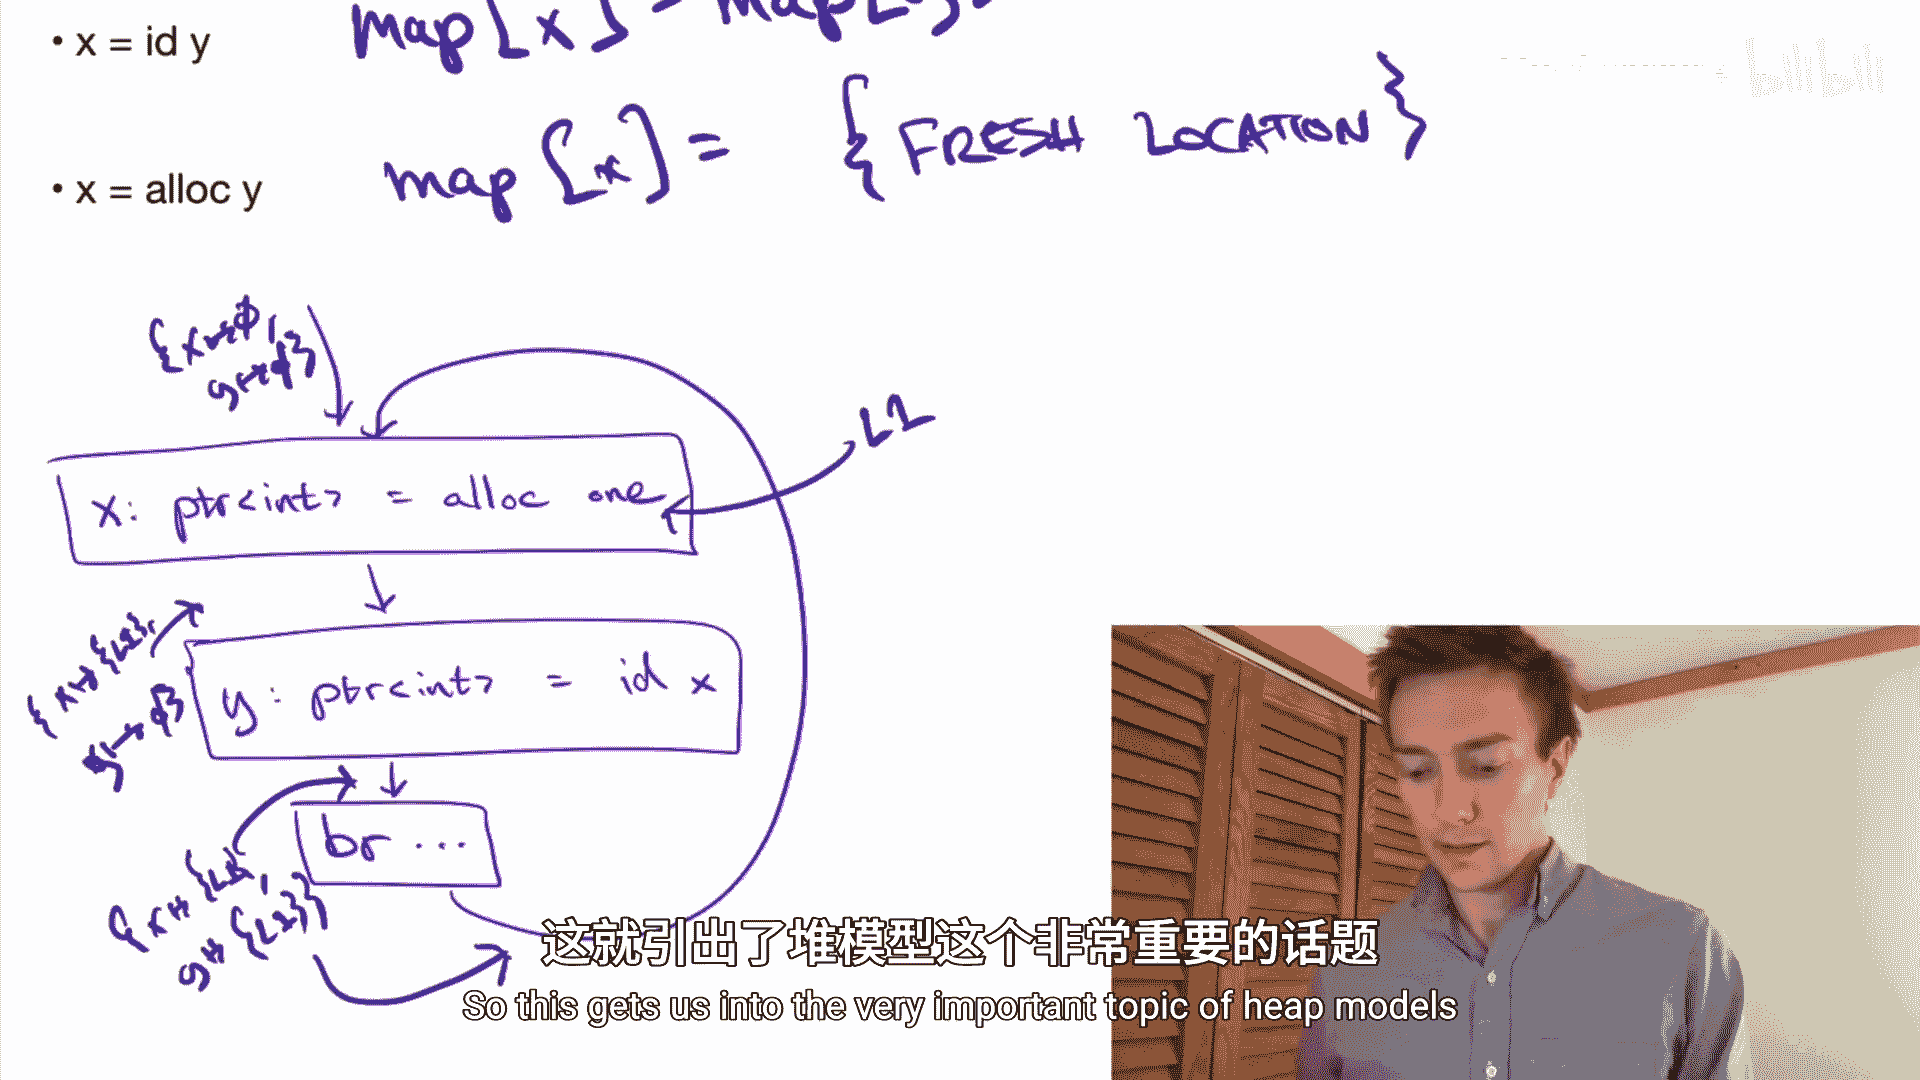 • x = id y
map[x] = map[y]
bilibili
• x = alloc y
map[x] = {FRESH LOCATION}
{x↦ϕ,
y↦ϕ}
L1
x: ptr<int> = alloc one
{x↦{L1},
y↦ϕ}
y: ptr<int> = id x
br ...
{x↦{L1},
y↦{L1}}
这就引出了堆模型这个非常重要的话题
So this gets us into the very important topic of heap models